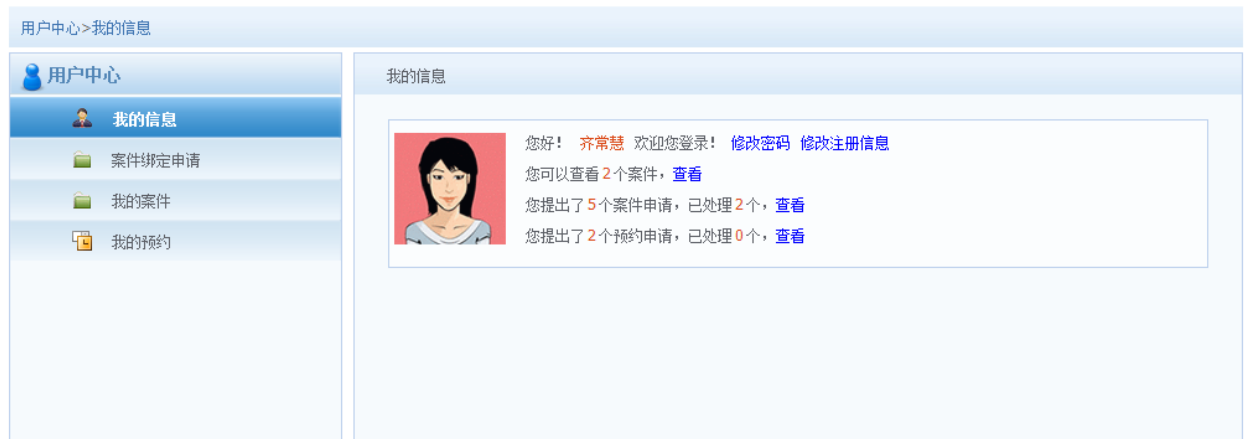 用户中心>我的信息
用户中心
我的信息
案件绑定申请
我的案件
我的预约
我的信息
您好! 齐常慧 欢迎您登录! 修改密码 修改注册信息
您可以查看2个案件，查看
您提出了5个案件申请，已处理2个，查看
您提出了2个预约申请，已处理0个，查看